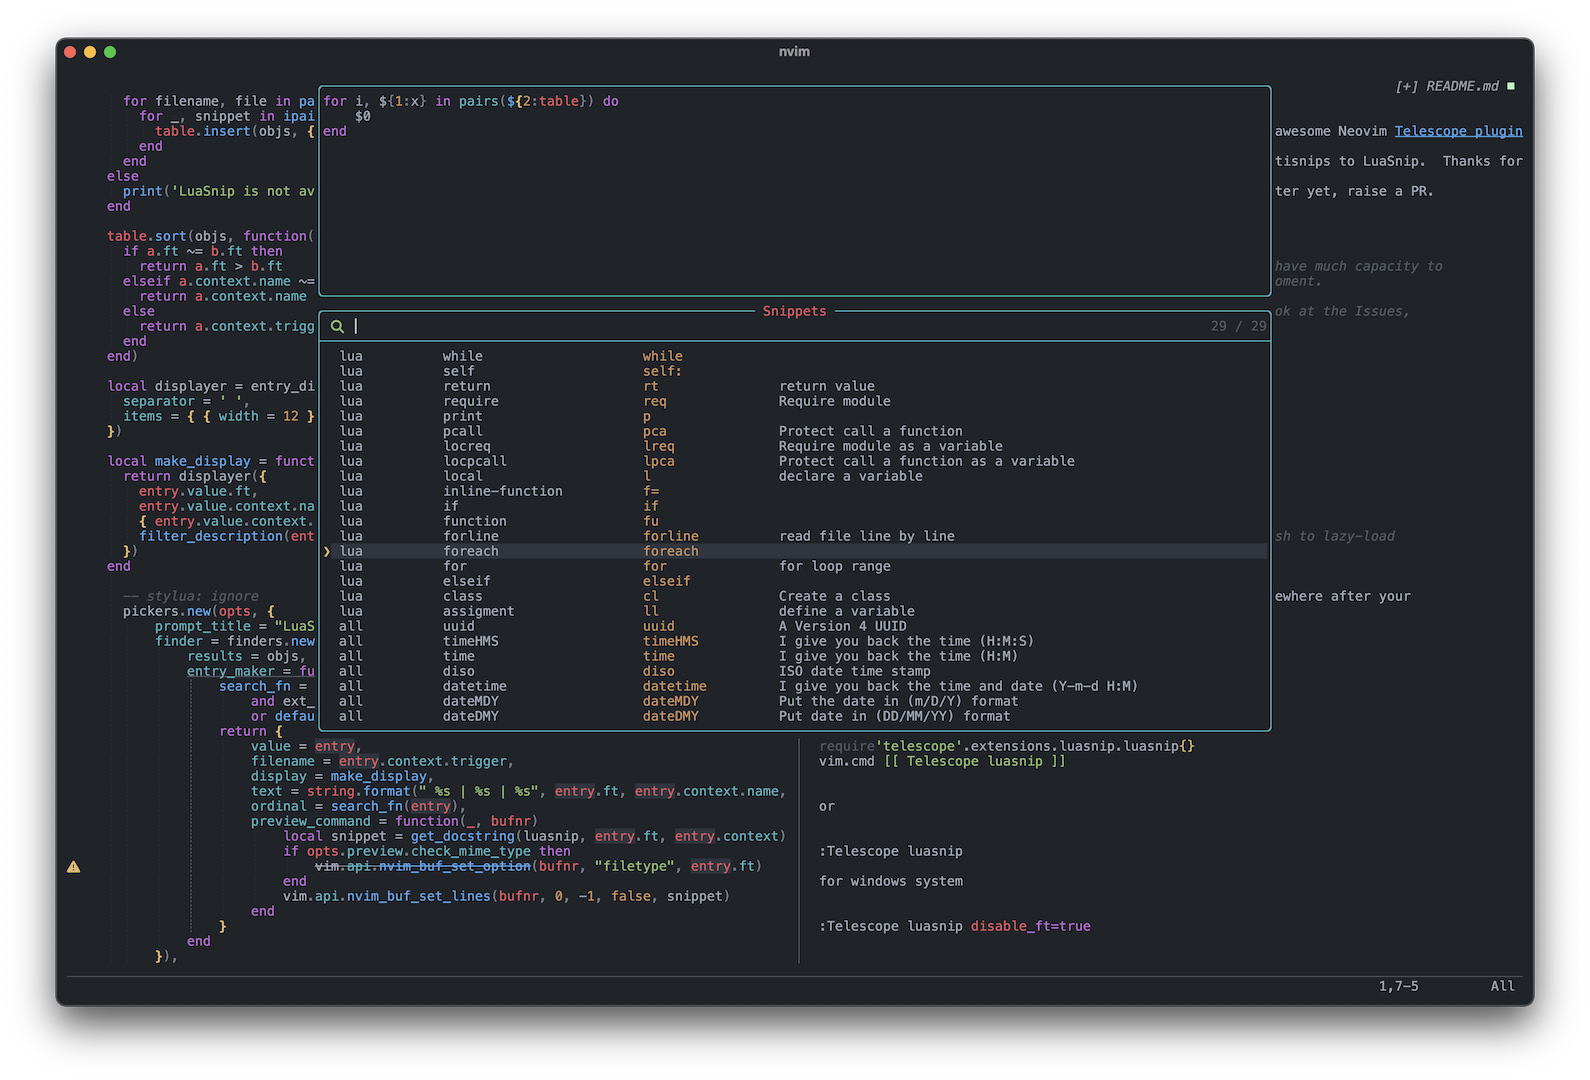 nvim
[+] README.md
for filename, file in pa
for _, snippet in ipai
table.insert(objs, {
end
end
else
print('LuaSnip is not av
end
table.sort(objs, function(
if a.ft ~= b.ft then
return a.ft > b.ft
elseif a.context.name ~=
return a.context.name
else
return a.context.trigg
end
end)
local displayer = entry_di
separator = ' ',
items = { { width = 12 }
})
local make_display = funct
return displayer({
entry.value.ft,
entry.value.context.na
{ entry.value.context.
filter_description(ent
})
end
-- stylua: ignore
pickers.new(opts, {
prompt_title = "LuaS
finder = finders.new
results = objs,
entry_maker = fu
search_fn =
and ext_
or defau
return {
value = entry,
filename = entry.context.trigger,
display = make_display,
text = string.format(" %s | %s | %s", entry.ft, entry.context.name,
ordinal = search_fn(entry),
preview_command = function(_, bufnr)
local snippet = get_docstring(luasnip, entry.ft, entry.context)
if opts.preview.check_mime_type then
vim.api.nvim_buf_set_option(bufnr, "filetype", entry.ft)
end
vim.api.nvim_buf_set_lines(bufnr, 0, -1, false, snippet)
end
}
end
}),
for i, ${1:x} in pairs(${2:table}) do
$0
end
Snippets
29 / 29
lua while while
lua self self:
lua return rt return value
lua require req Require module
lua print p
lua pcall pca Protect call a function
lua locreq lreq Require module as a variable
lua locpcall lpca Protect call a function as a variable
lua local l declare a variable
lua inline-function f=
lua if if
lua function fu
lua forline forline read file line by line
❯ lua foreach foreach
lua for for for loop range
lua elseif elseif
lua class cl Create a class
lua assigment ll define a variable
all uuid uuid A Version 4 UUID
all timeHMS timeHMS I give you back the time (H:M:S)
all time time I give you back the time (H:M)
all diso diso ISO date time stamp
all datetime datetime I give you back the time and date (Y-m-d H:M)
all dateMDY dateMDY Put the date in (m/D/Y) format
all dateDMY dateDMY Put date in (DD/MM/YY) format
awesome Neovim Telescope plugin
tisnips to LuaSnip.  Thanks for
ter yet, raise a PR.
have much capacity to
oment.
ok at the Issues,
sh to lazy-load
ewhere after your
require'telescope'.extensions.luasnip.luasnip{}
vim.cmd [[ Telescope luasnip ]]
or
:Telescope luasnip
for windows system
:Telescope luasnip disable_ft=true
1,7-5 All